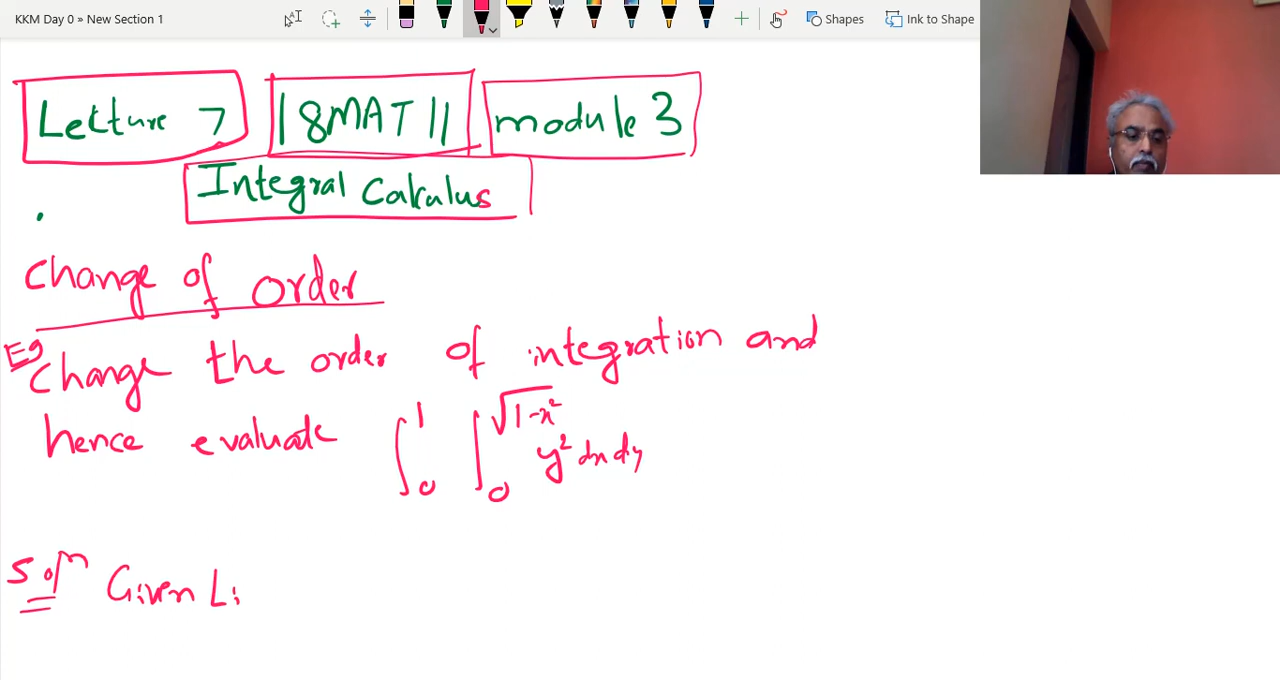 KKM Day 0 » New Section 1
Shapes
Ink to Shape
Lecture 7 18MAT11 module 3
Integral Calculus
Change of order
Eg Change the order of integration and
hence evaluate ∫₀¹ ∫₀^√(1-x²) y² dx dy
Solⁿ Given Li